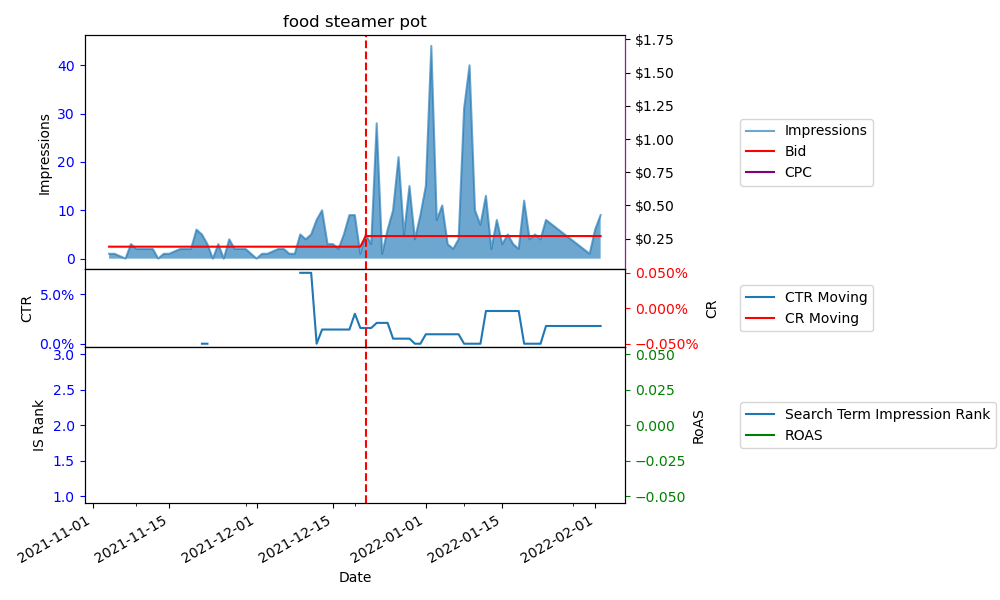 food steamer pot
Impressions
40
30
20
10
0
$1.75
$1.50
$1.25
$1.00
$0.75
$0.50
$0.25
Impressions
Bid
CPC
CTR
5.0%
0.0%
0.050%
0.000%
−0.050%
CR
CTR Moving
CR Moving
IS Rank
3.0
2.5
2.0
1.5
1.0
0.050
0.025
0.000
−0.025
−0.050
RoAS
Search Term Impression Rank
ROAS
2021-11-01
2021-11-15
2021-12-01
2021-12-15
2022-01-01
2022-01-15
2022-02-01
Date